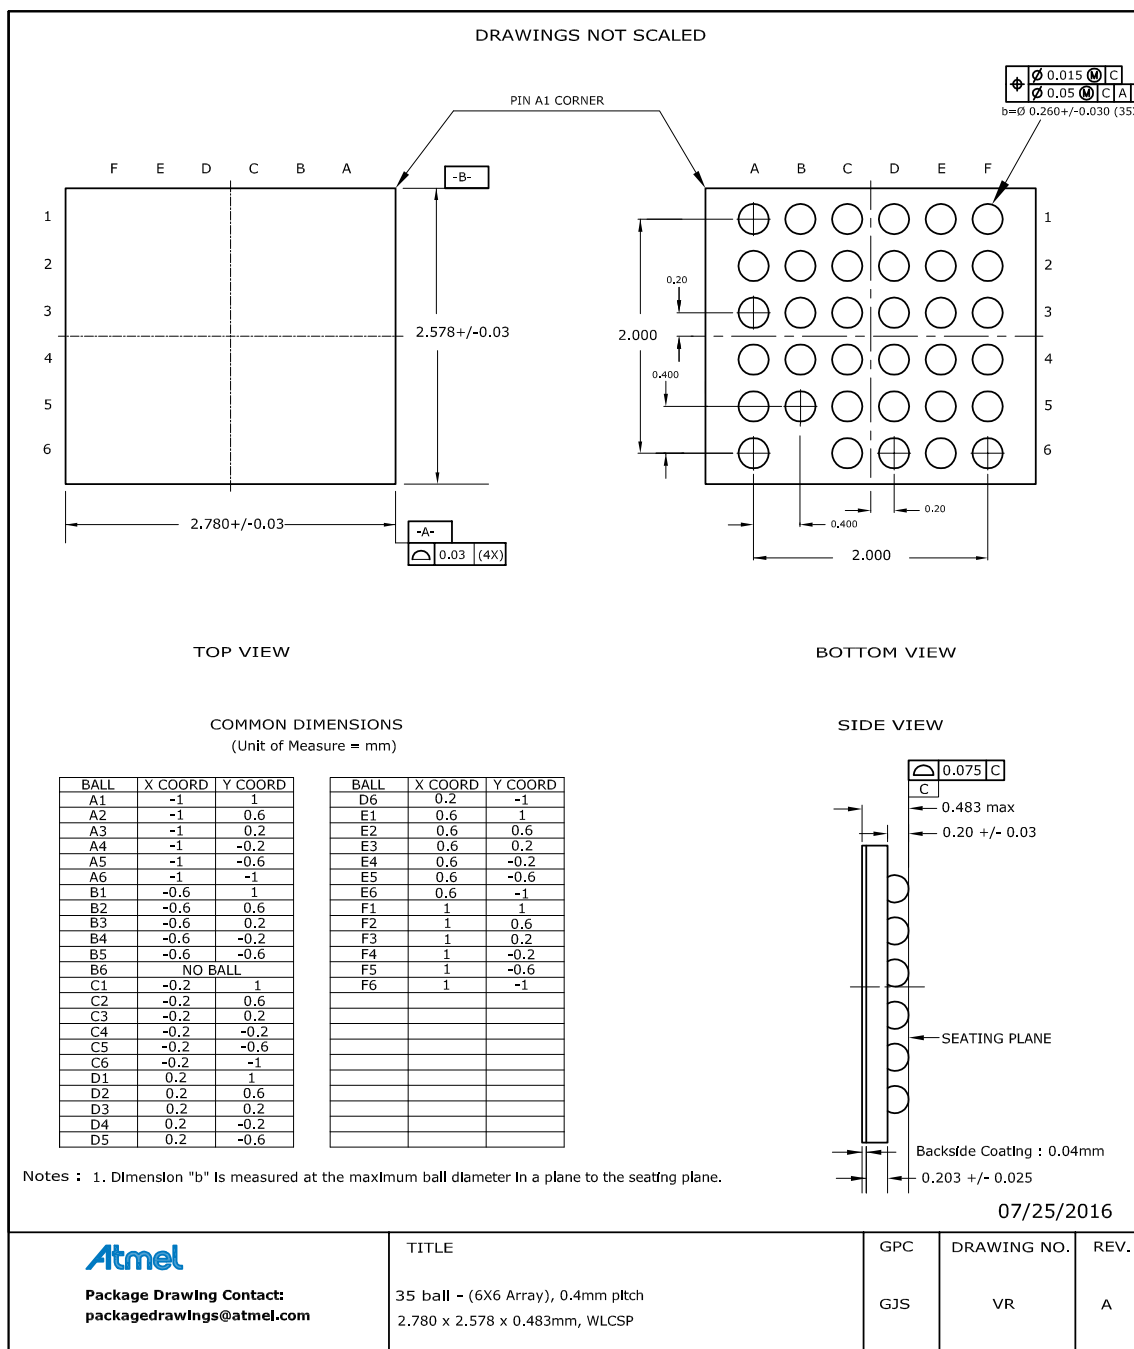 DRAWINGS NOT SCALED
Ø 0.015 Ⓜ C
Ø 0.05 Ⓜ C A
b=Ø 0.260+/-0.030 (35
PIN A1 CORNER
F E D C B A
-B-
A B C D E F
1 1
2 2
3 3
4 4
5 5
6 6
0.20
2.578+/-0.03
2.000
0.400
2.780+/-0.03
-A-
0.03 (4X)
0.20
0.400
2.000
TOP VIEW
BOTTOM VIEW
COMMON DIMENSIONS
(Unit of Measure = mm)
SIDE VIEW
BALL X COORD Y COORD
A1 -1 1
A2 -1 0.6
A3 -1 0.2
A4 -1 -0.2
A5 -1 -0.6
A6 -1 -1
B1 -0.6 1
B2 -0.6 0.6
B3 -0.6 0.2
B4 -0.6 -0.2
B5 -0.6 -0.6
B6 NO BALL
C1 -0.2 1
C2 -0.2 0.6
C3 -0.2 0.2
C4 -0.2 -0.2
C5 -0.2 -0.6
C6 -0.2 -1
D1 0.2 1
D2 0.2 0.6
D3 0.2 0.2
D4 0.2 -0.2
D5 0.2 -0.6
BALL X COORD Y COORD
D6 0.2 -1
E1 0.6 1
E2 0.6 0.6
E3 0.6 0.2
E4 0.6 -0.2
E5 0.6 -0.6
E6 0.6 -1
F1 1 1
F2 1 0.6
F3 1 0.2
F4 1 -0.2
F5 1 -0.6
F6 1 -1
0.075 C
C
0.483 max
0.20 +/- 0.03
SEATING PLANE
Backside Coating : 0.04mm
0.203 +/- 0.025
Notes : 1. Dimension "b" is measured at the maximum ball diameter in a plane to the seating plane.
07/25/2016
Atmel
Package Drawing Contact:
packagedrawings@atmel.com
TITLE
35 ball - (6X6 Array), 0.4mm pitch
2.780 x 2.578 x 0.483mm, WLCSP
GPC
GJS
DRAWING NO.
VR
REV.
A